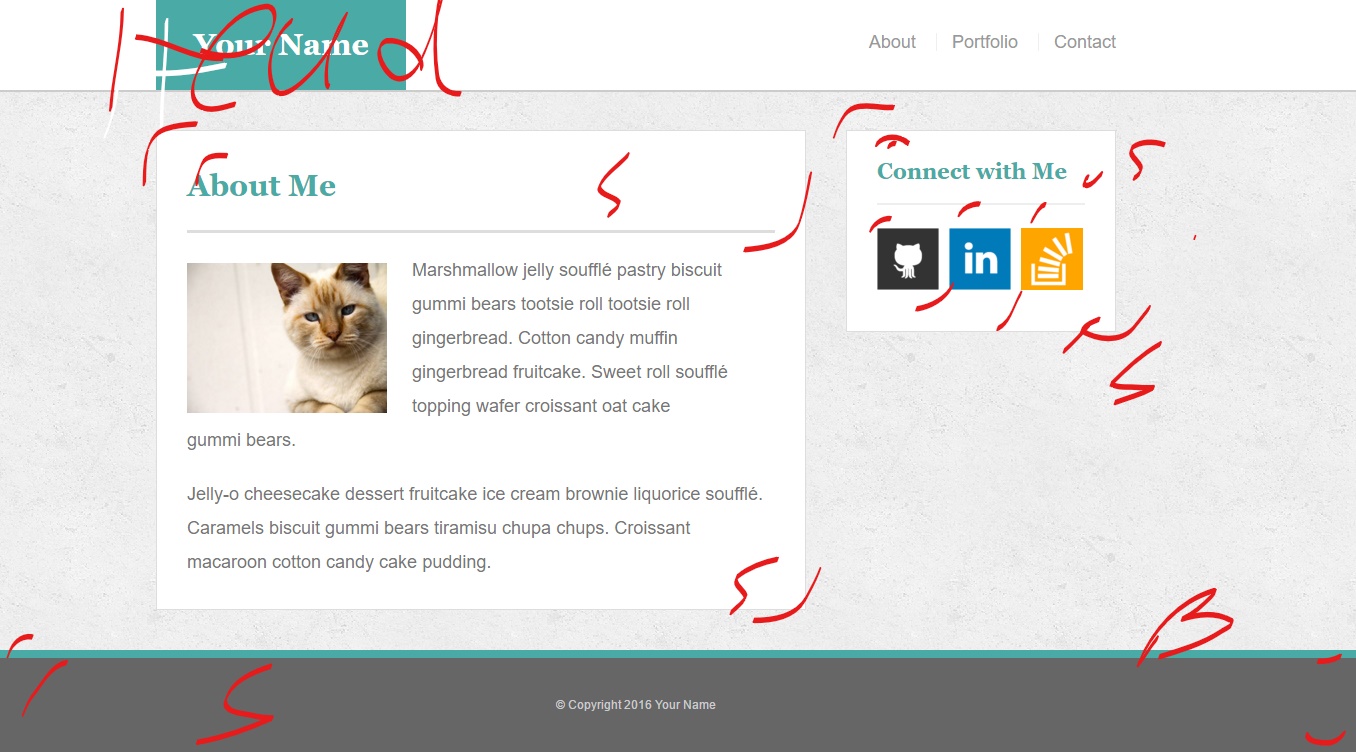 Your Name
About
Portfolio
Contact
Head
About Me
Marshmallow jelly soufflé pastry biscuit
gummi bears tootsie roll tootsie roll
gingerbread. Cotton candy muffin
gingerbread fruitcake. Sweet roll soufflé
topping wafer croissant oat cake
gummi bears.
Jelly-o cheesecake dessert fruitcake ice cream brownie liquorice soufflé.
Caramels biscuit gummi bears tiramisu chupa chups. Croissant
macaroon cotton candy cake pudding.
S
S
Connect with Me
in
S
S
B
S
© Copyright 2016 Your Name